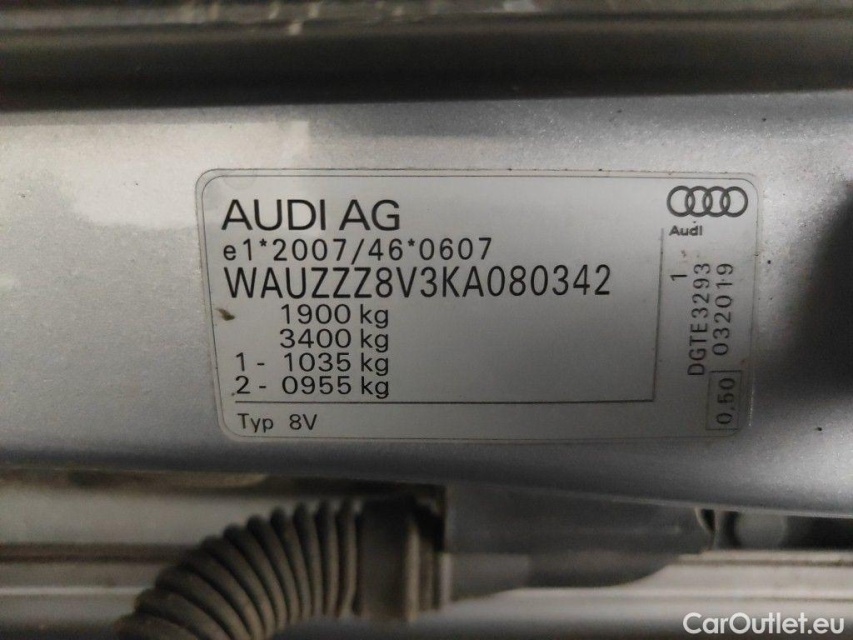 AUDI AG
e1*2007/46*0607
WAUZZZ8V3KA080342
1900 kg
3400 kg
1 - 1035 kg
2 - 0955 kg
Typ 8V
Audi
1
DGTE3293
032019
0.50
CarOutlet.eu